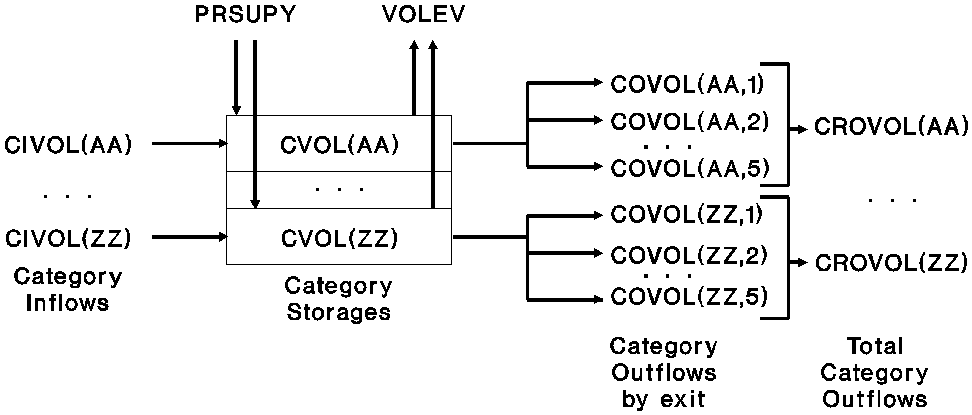 PRSUPY VOLEV
COVOL(AA,1)
COVOL(AA,2)
CIVOL(AA) CVOL(AA) . . . CROVOL(AA)
COVOL(AA,5)
. . . . . . . . .
COVOL(ZZ,1)
CIVOL(ZZ) CVOL(ZZ) COVOL(ZZ,2) CROVOL(ZZ)
. . .
COVOL(ZZ,5)
Category
Inflows
Category
Storages
Category
Outflows
by exit
Total
Category
Outflows